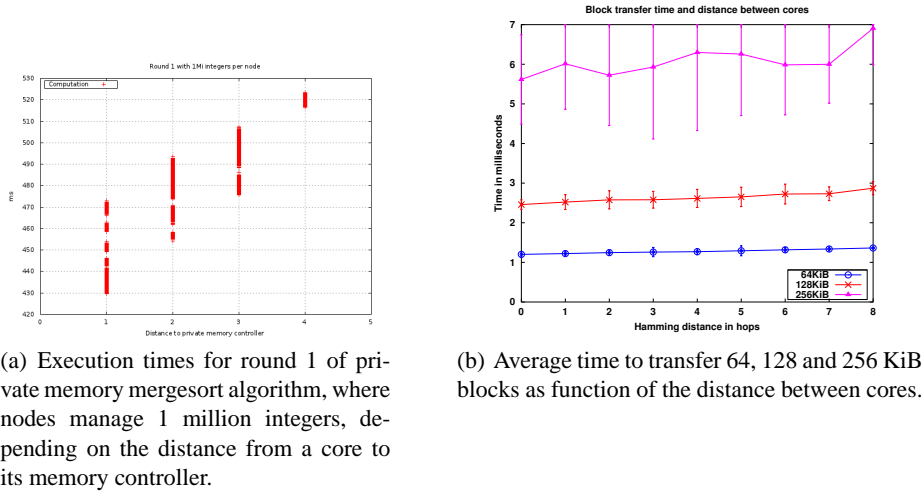 Round 1 with 1Mi integers per node
Computation
530
520
510
500
490
480
470
460
450
440
430
420
ms
0 1 2 3 4 5
Distance to private memory controller
Block transfer time and distance between cores
7
6
5
4
3
2
1
0
Time in milliseconds
64KiB
128KiB
256KiB
0 1 2 3 4 5 6 7 8
Hamming distance in hops
(a) Execution times for round 1 of pri-
vate memory mergesort algorithm, where
nodes manage 1 million integers, de-
pending on the distance from a core to
its memory controller.
(b) Average time to transfer 64, 128 and 256 KiB
blocks as function of the distance between cores.